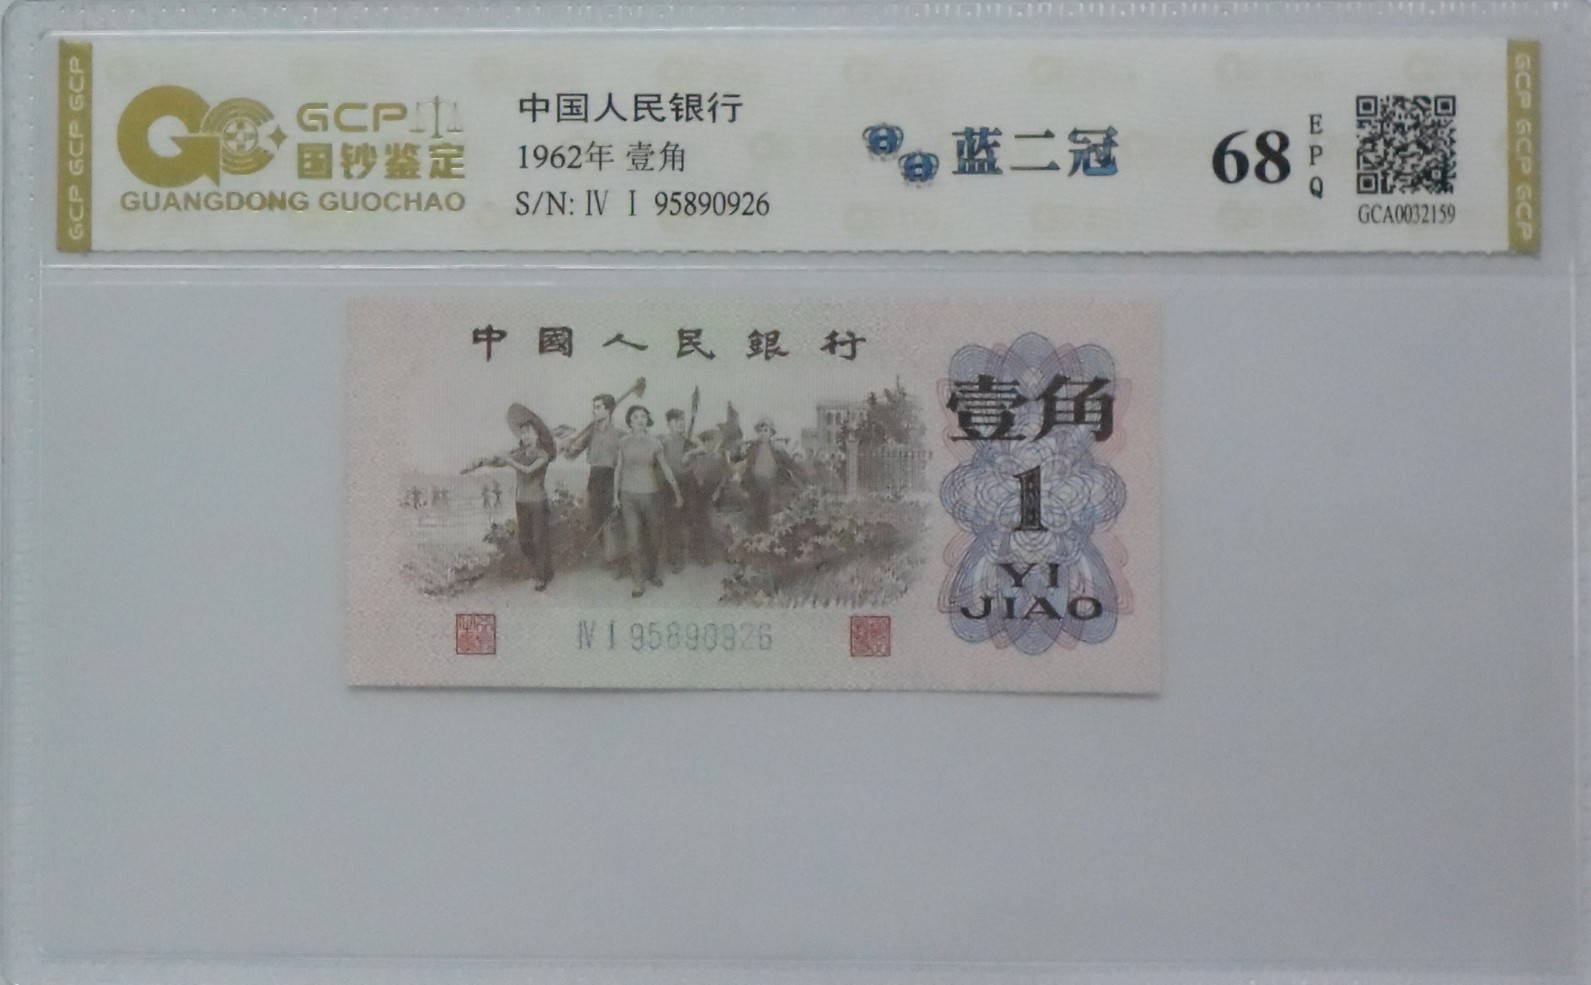 GCP GCP GCP
GCP
国钞鉴定
GUANGDONG GUOCHAO
中国人民银行
1962年 壹角
S/N: Ⅳ Ⅰ 95890926
蓝二冠
68
EPQ
GCA0032159
GCP GCP GCP
中國人民銀行
壹角
1
YI
JIAO
Ⅳ Ⅰ 95890926